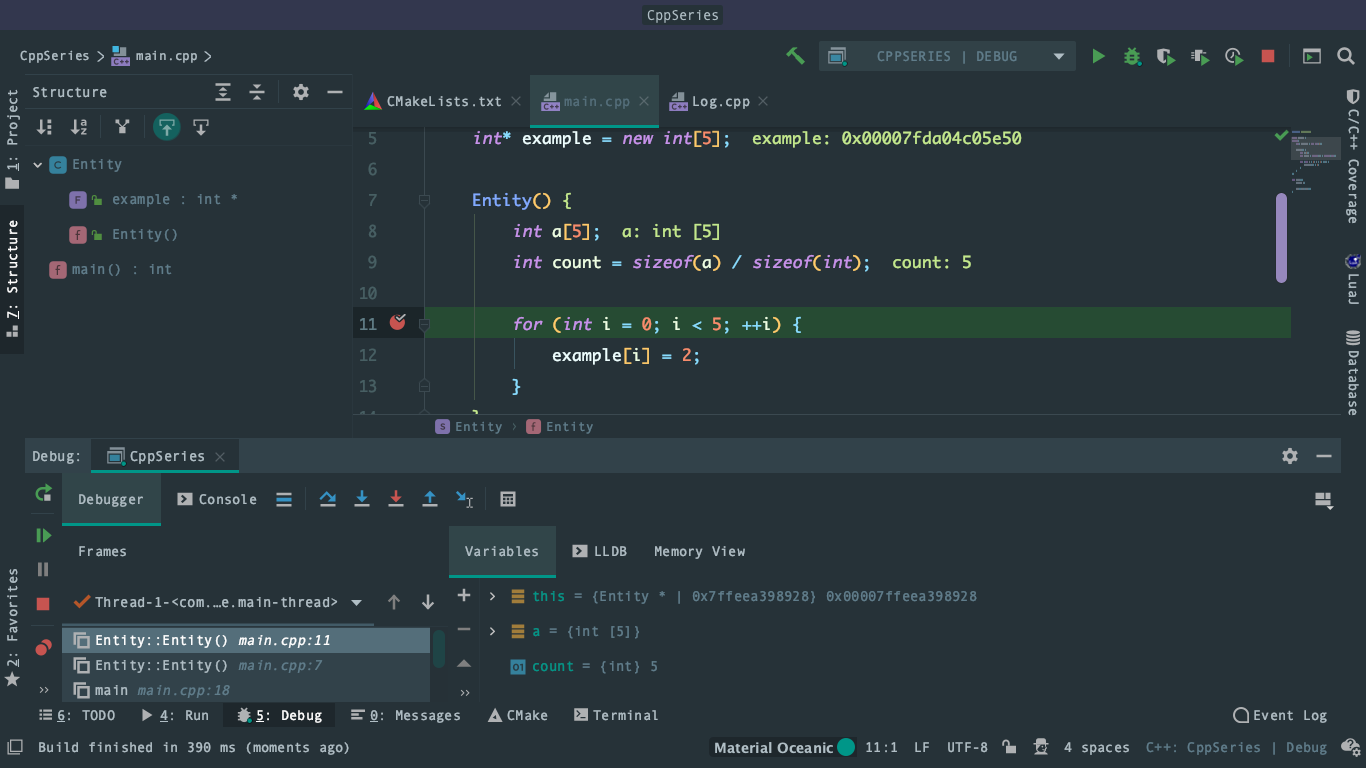 CppSeries
CppSeries > main.cpp >
CPPSERIES | DEBUG
1: Project
Z: Structure
2: Favorites
Structure
Entity
example : int *
Entity()
main() : int
CMakeLists.txt
main.cpp
Log.cpp
5 int* example = new int[5); example: 0x00007fda04c05e50
6
7 Entity() {
8 int a[5]; a: int [5]
9 int count = sizeof(a) / sizeof(int); count: 5
10
11 for (int i = 0; i < 5; ++i) {
12 example[i] = 2;
13 }
Entity > Entity
C/C++ Coverage
LuaJ
Database
Debug: CppSeries
Debugger
Console
Frames
Variables
LLDB
Memory View
Thread-1-<com....e.main-thread>
Entity::Entity() main.cpp:11
Entity::Entity() main.cpp:7
main main.cpp:18
this = {Entity * | 0x7ffeea398928} 0x00007ffeea398928
a = {int [5]}
count = {int} 5
6: TODO
4: Run
5: Debug
0: Messages
CMake
Terminal
Event Log
Build finished in 390 ms (moments ago)
Material Oceanic
11:1
LF
UTF-8
4 spaces
C++: CppSeries | Debug